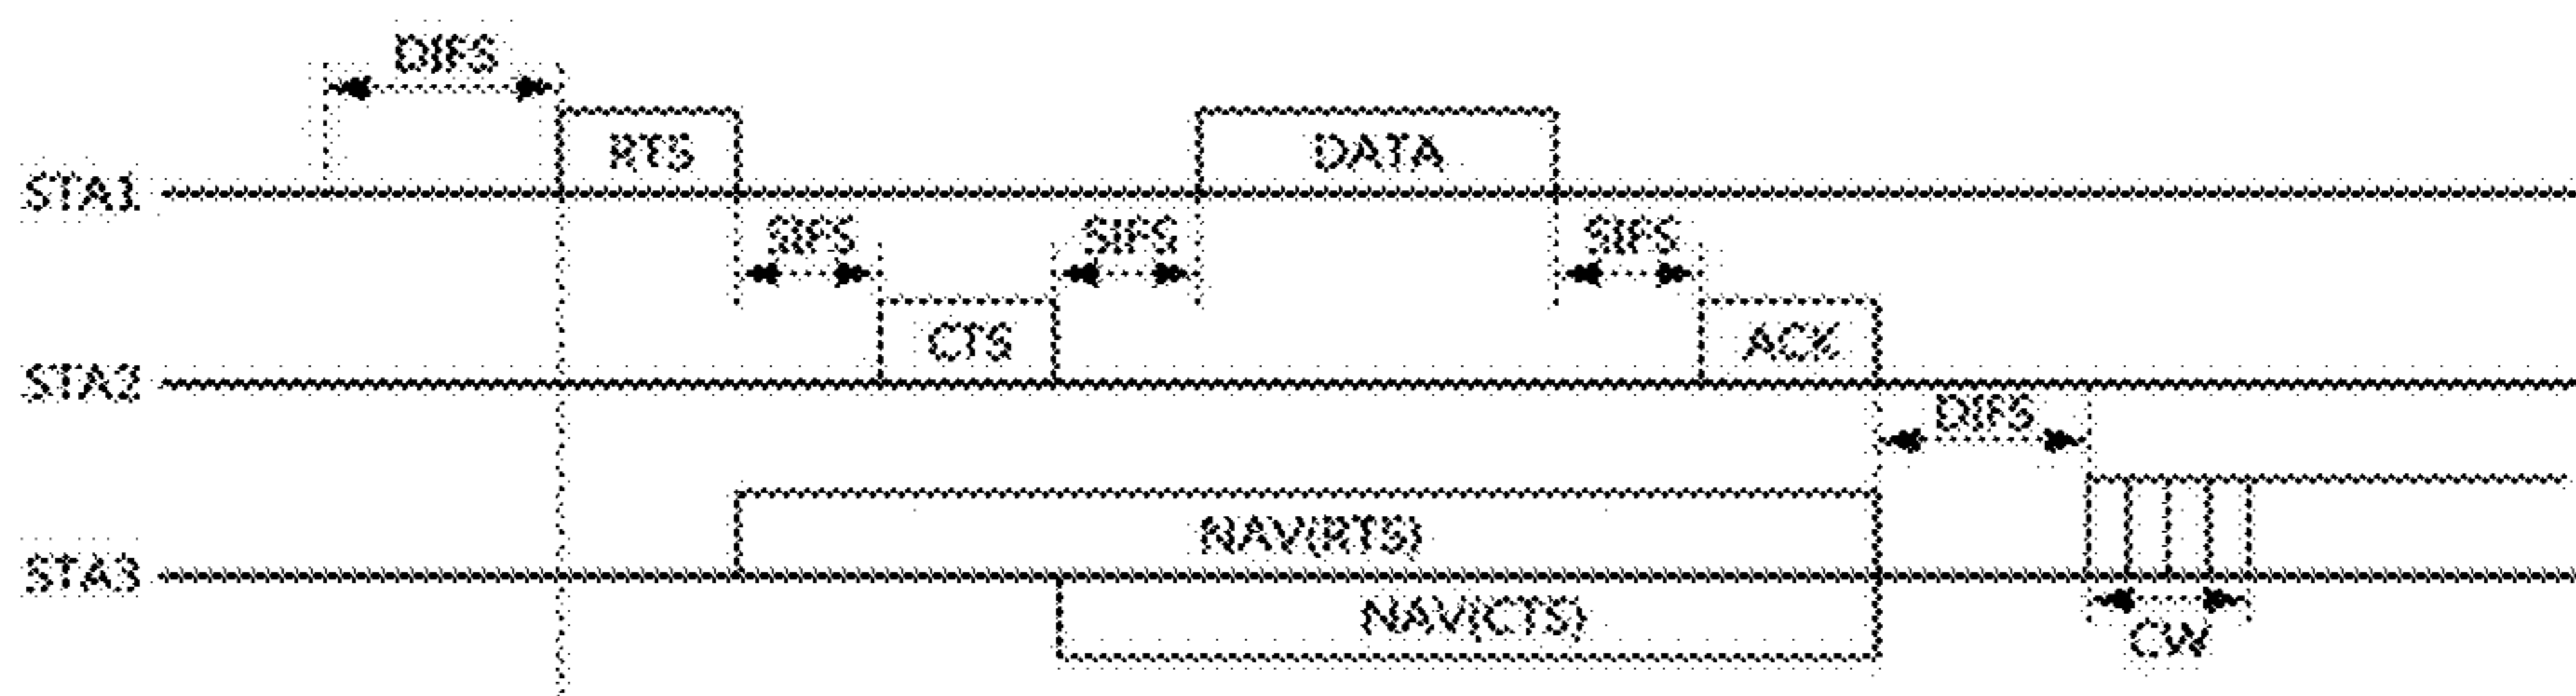 DIFS
RTS
DATA
STA1
SIFS
SIFS
SIFS
CTS
ACK
STA2
DIFS
NAV(RTS)
STA3
NAV(CTS)
CW